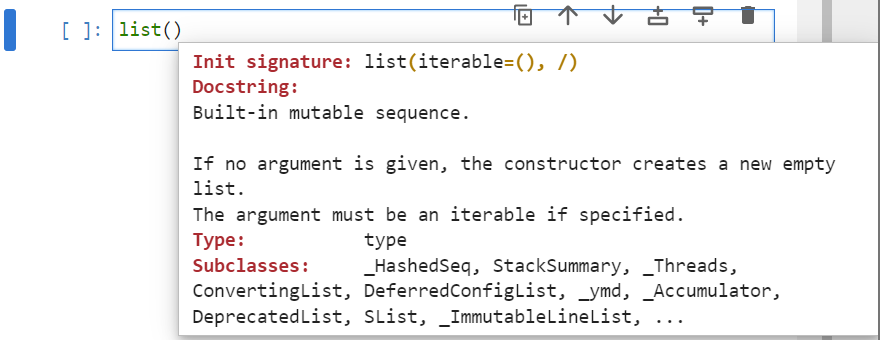 [ ]: list()
Init signature: list(iterable=(), /)
Docstring:
Built-in mutable sequence.
If no argument is given, the constructor creates a new empty
list.
The argument must be an iterable if specified.
Type: type
Subclasses: _HashedSeq, StackSummary, _Threads,
ConvertingList, DeferredConfigList, _ymd, _Accumulator,
DeprecatedList, SList, _ImmutableLineList, ...